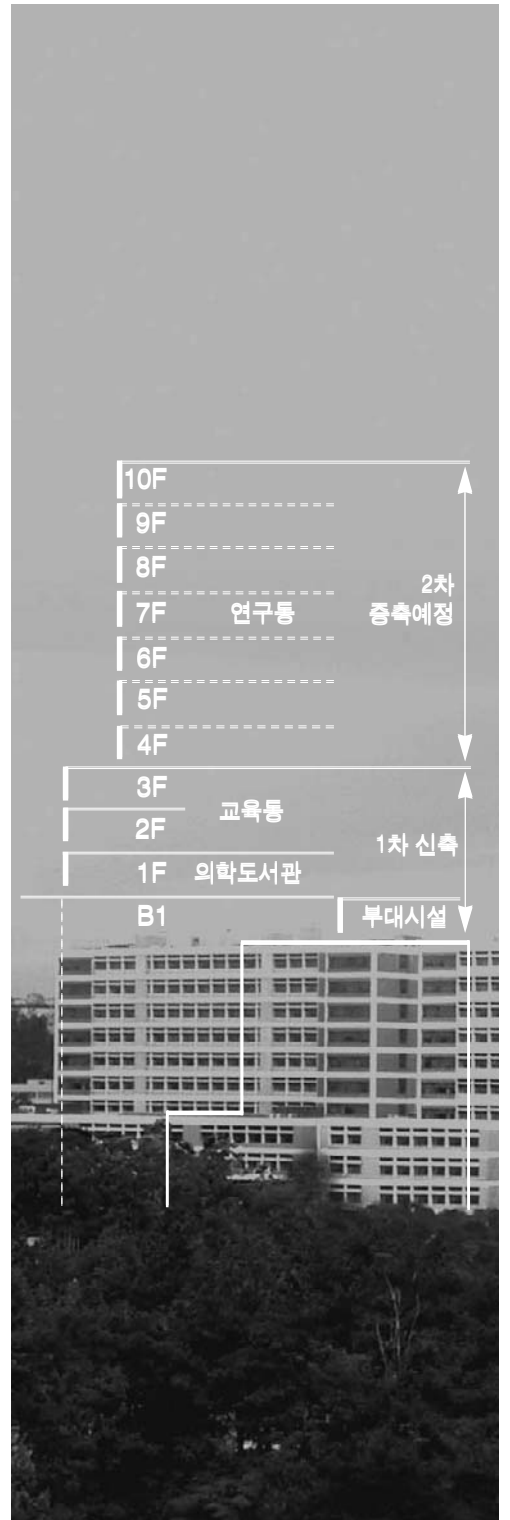 10F
9F
8F
2차
7F 연구동
증축예정
6F
5F
4F
3F
교육동
2F
1차 신축
1F 의학도서관
B1 부대시설